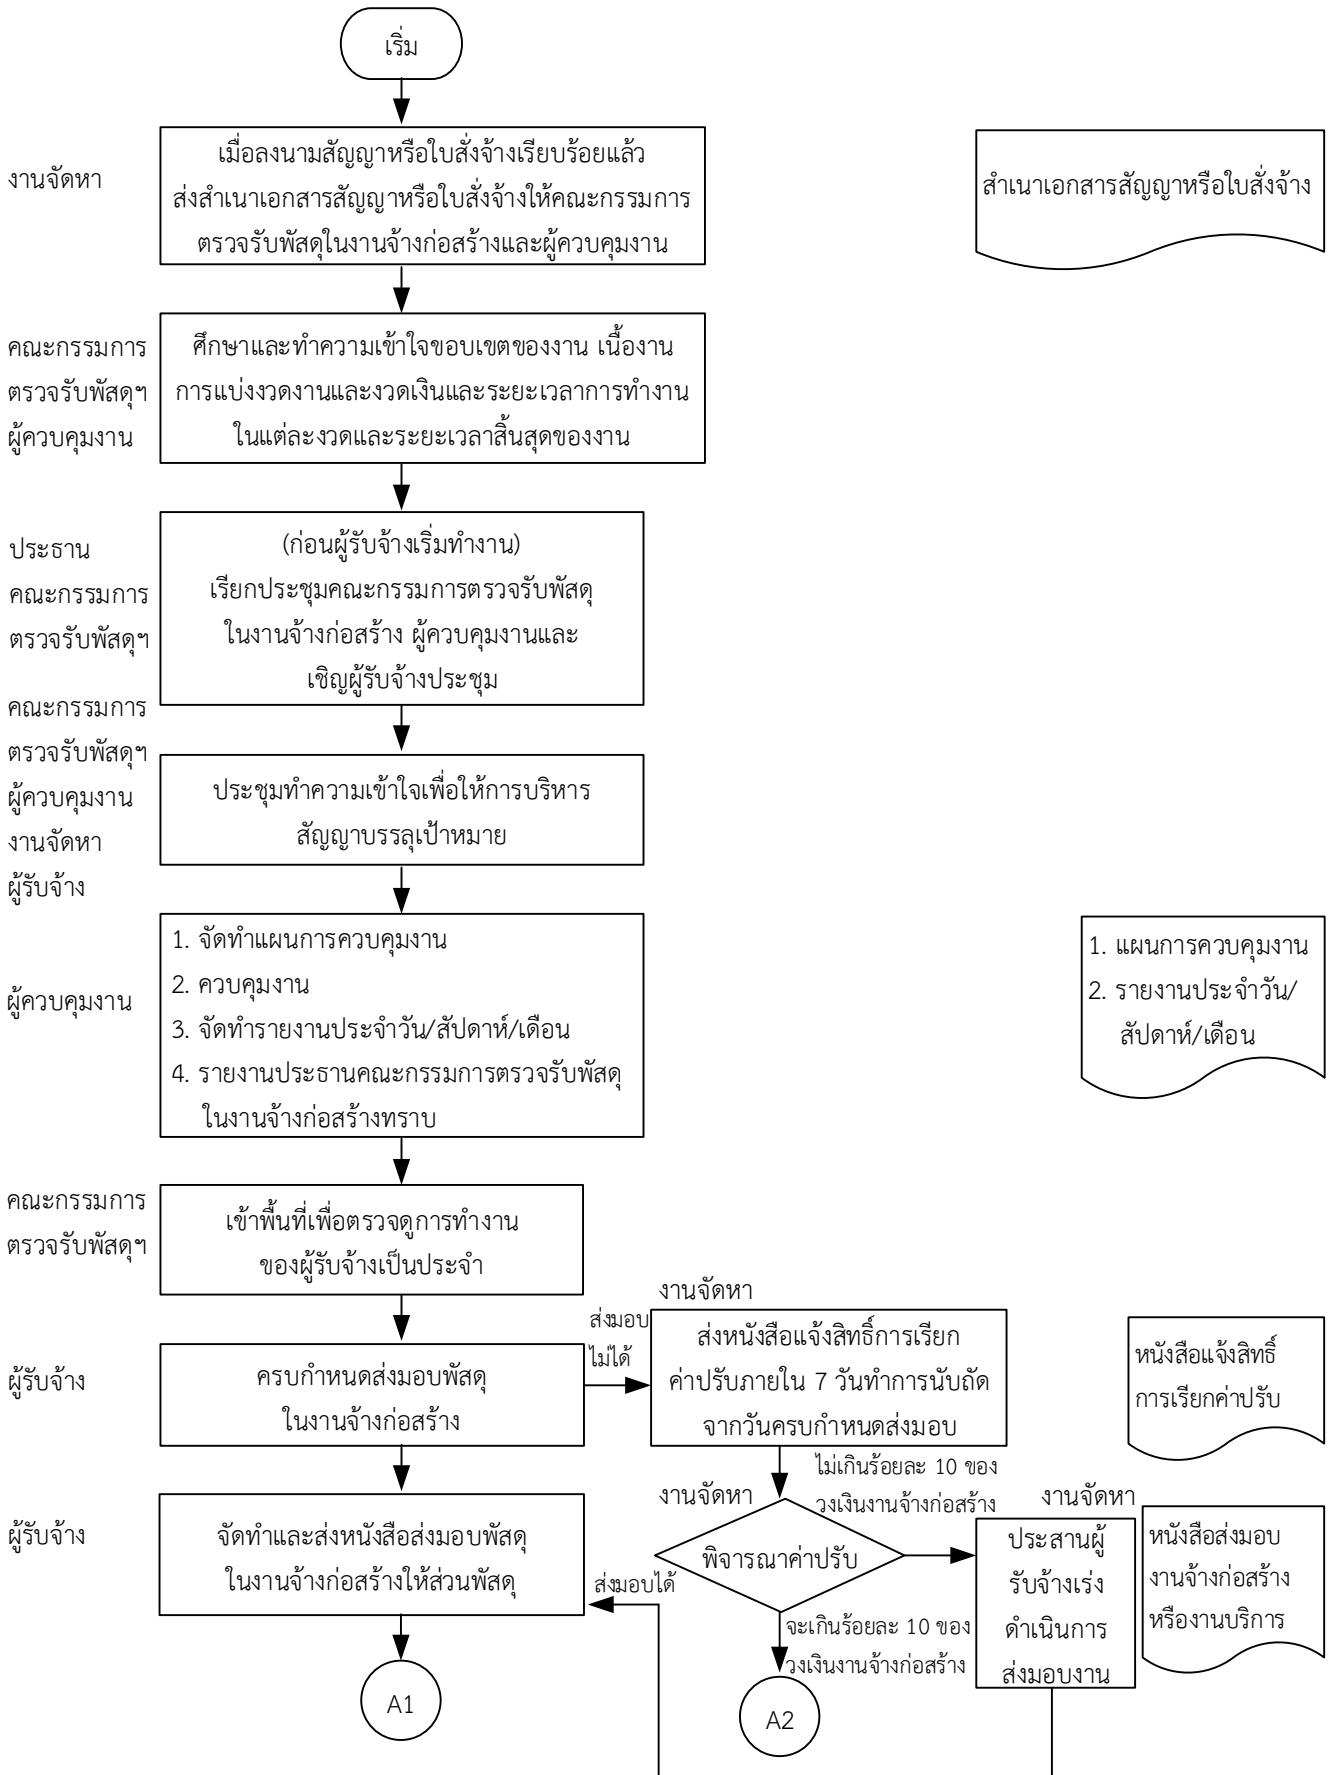 เริ่ม
งานจัดหา
เมื่อลงนามสัญญาหรือใบสั่งจ้างเรียบร้อยแล้ว
ส่งสำเนาเอกสารสัญญาหรือใบสั่งจ้างให้คณะกรรมการ
ตรวจรับพัสดุในงานจ้างก่อสร้างและผู้ควบคุมงาน
สำเนาเอกสารสัญญาหรือใบสั่งจ้าง
คณะกรรมการ
ตรวจรับพัสดุฯ
ผู้ควบคุมงาน
ศึกษาและทำความเข้าใจขอบเขตของงาน เนื้องาน
การแบ่งงวดงานและงวดเงินและระยะเวลาการทำงาน
ในแต่ละงวดและระยะเวลาสิ้นสุดของงาน
ประธาน
คณะกรรมการ
ตรวจรับพัสดุฯ
(ก่อนผู้รับจ้างเริ่มทำงาน)
เรียกประชุมคณะกรรมการตรวจรับพัสดุ
ในงานจ้างก่อสร้าง ผู้ควบคุมงานและ
เชิญผู้รับจ้างประชุม
คณะกรรมการ
ตรวจรับพัสดุฯ
ผู้ควบคุมงาน
งานจัดหา
ผู้รับจ้าง
ประชุมทำความเข้าใจเพื่อให้การบริหาร
สัญญาบรรลุเป้าหมาย
ผู้ควบคุมงาน
1. จัดทำแผนการควบคุมงาน
2. ควบคุมงาน
3. จัดทำรายงานประจำวัน/สัปดาห์/เดือน
4. รายงานประธานคณะกรรมการตรวจรับพัสดุ
ในงานจ้างก่อสร้างทราบ
1. แผนการควบคุมงาน
2. รายงานประจำวัน/
สัปดาห์/เดือน
คณะกรรมการ
ตรวจรับพัสดุฯ
เข้าพื้นที่เพื่อตรวจดูการทำงาน
ของผู้รับจ้างเป็นประจำ
ผู้รับจ้าง
ครบกำหนดส่งมอบพัสดุ
ในงานจ้างก่อสร้าง
ส่งมอบ
ไม่ได้
งานจัดหา
ส่งหนังสือแจ้งสิทธิ์การเรียก
ค่าปรับภายใน 7 วันทำการนับถัด
จากวันครบกำหนดส่งมอบ
หนังสือแจ้งสิทธิ์
การเรียกค่าปรับ
ผู้รับจ้าง
จัดทำและส่งหนังสือส่งมอบพัสดุ
ในงานจ้างก่อสร้างให้ส่วนพัสดุ
ส่งมอบได้
งานจัดหา
พิจารณาค่าปรับ
ไม่เกินร้อยละ 10 ของ
วงเงินงานจ้างก่อสร้าง
งานจัดหา
ประสานผู้
รับจ้างเร่ง
ดำเนินการ
ส่งมอบงาน
หนังสือส่งมอบ
งานจ้างก่อสร้าง
หรืองานบริการ
จะเกินร้อยละ 10 ของ
วงเงินงานจ้างก่อสร้าง
A1
A2